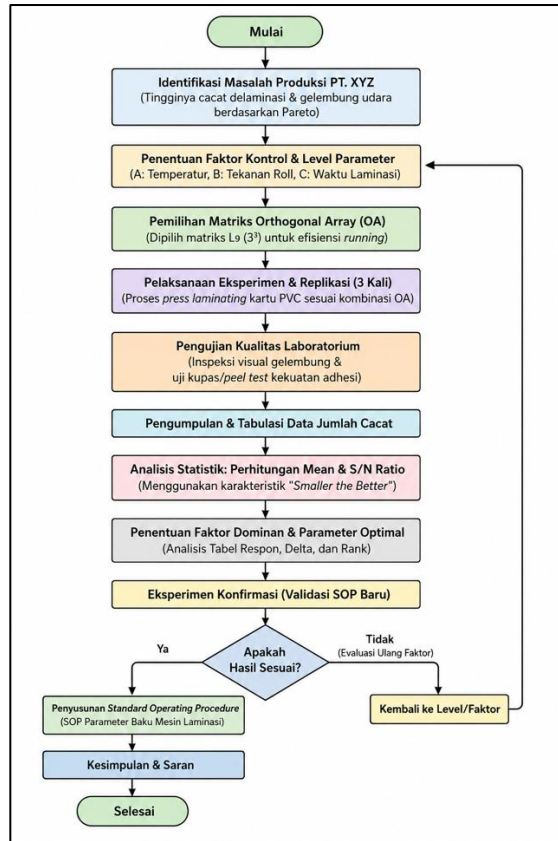 Mulai
Identifikasi Masalah Produksi PT. XYZ
(Tingginya cacat delaminasi & gelembung udara
berdasarkan Pareto)
Penentuan Faktor Kontrol & Level Parameter
(A: Temperatur, B: Tekanan Roll, C: Waktu Laminasi)
Pemilihan Matriks Orthogonal Array (OA)
(Dipilih matriks L₉ (3³) untuk efisiensi running)
Pelaksanaan Eksperimen & Replikasi (3 Kali)
(Proses press laminating kartu PVC sesuai kombinasi OA)
Pengujian Kualitas Laboratorium
(Inspeksi visual gelembung &
uji kupas/peel test kekuatan adhesi)
Pengumpulan & Tabulasi Data Jumlah Cacat
Analisis Statistik: Perhitungan Mean & S/N Ratio
(Menggunakan karakteristik "Smaller the Better")
Penentuan Faktor Dominan & Parameter Optimal
(Analisis Tabel Respon, Delta, dan Rank)
Eksperimen Konfirmasi (Validasi SOP Baru)
Apakah
Hasil Sesuai?
Ya
Tidak
(Evaluasi Ulang Faktor)
Penyusunan Standard Operating Procedure
(SOP Parameter Baku Mesin Laminasi)
Kembali ke Level/Faktor
Kesimpulan & Saran
Selesai